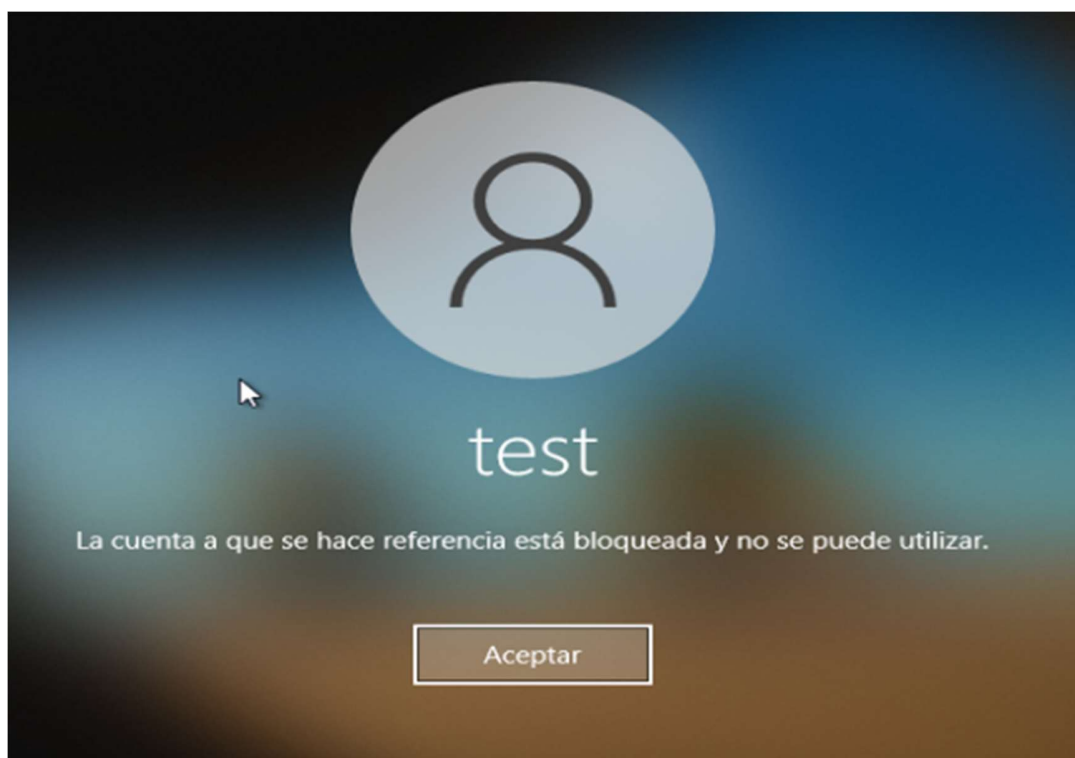 test
La cuenta a que se hace referencia está bloqueada y no se puede utilizar.
Aceptar